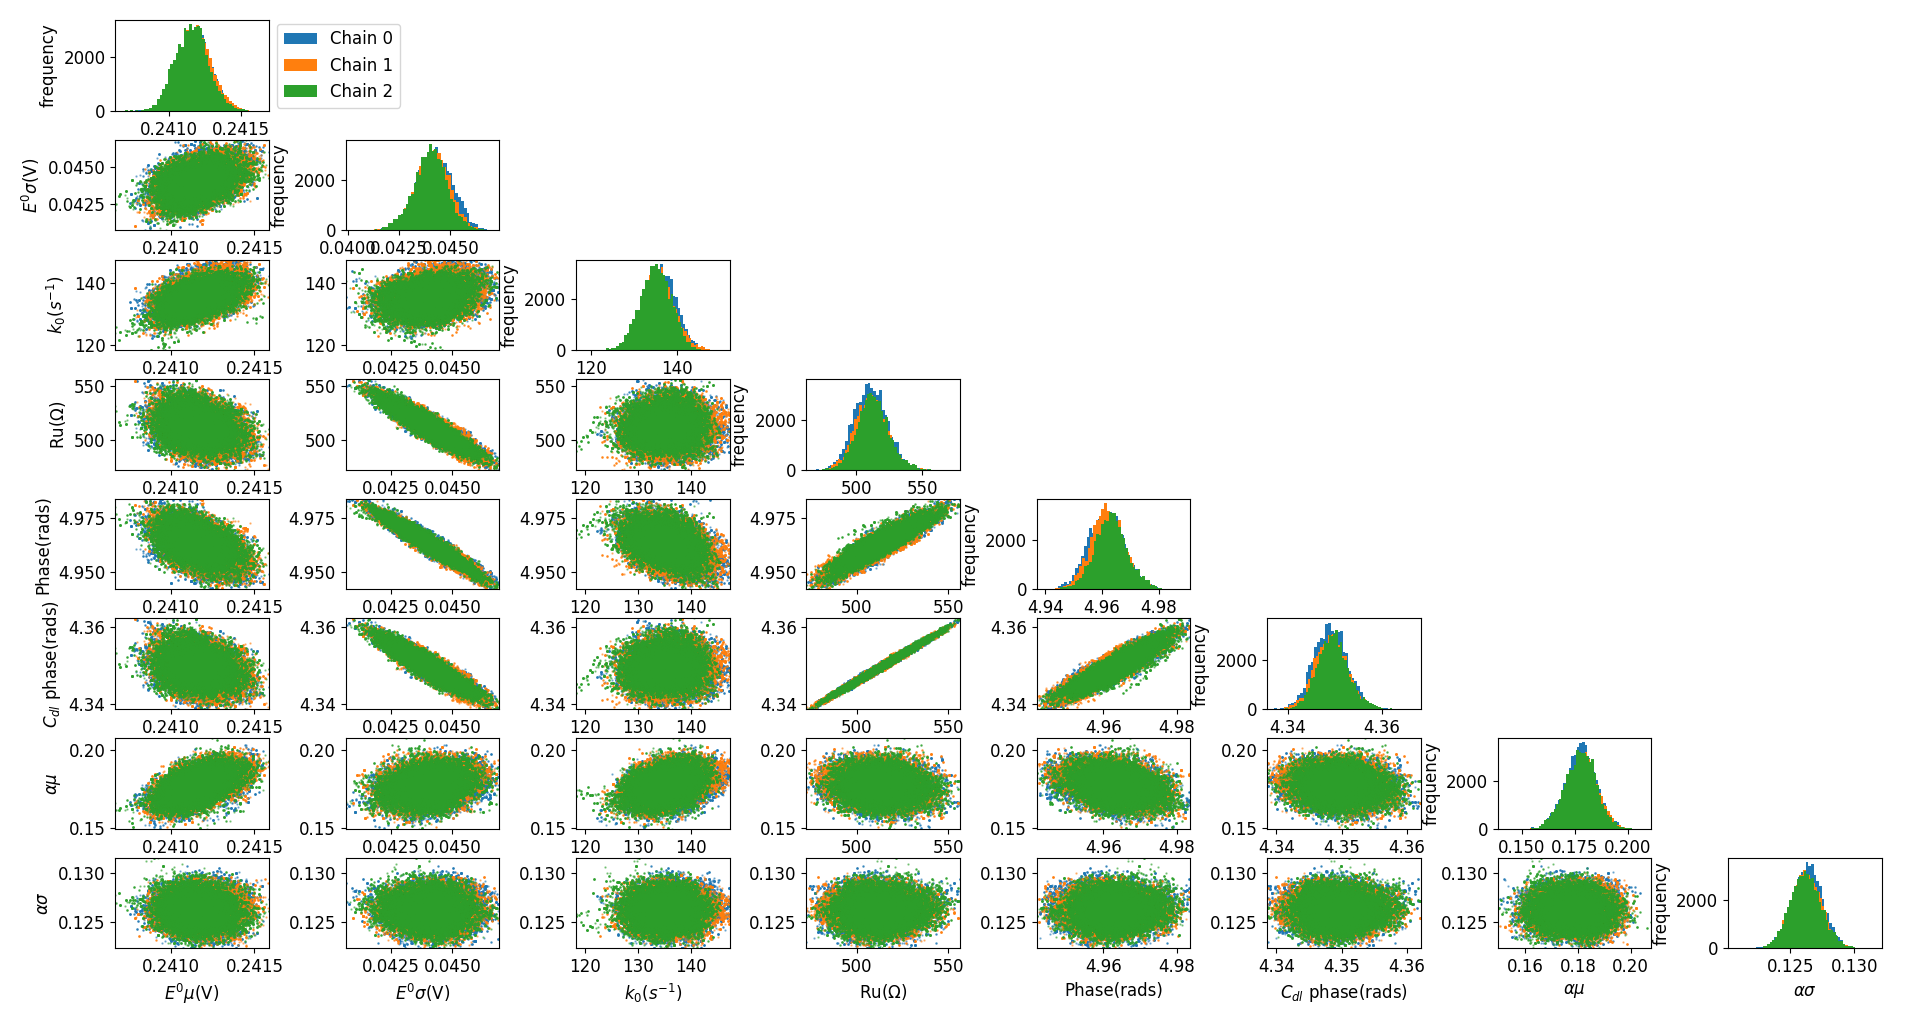 frequency
2000
0
0.2410 0.2415
Chain 0
Chain 1
Chain 2
E⁰σ(V)
0.0450
0.0425
0.2410 0.2415
frequency
2000
0
0.0400 0.0425 0.0450
k₀(s⁻¹)
140
120
0.2410 0.2415
140
120
0.0425 0.0450
frequency
2000
0
120 140
Ru(Ω)
550
500
0.2410 0.2415
550
500
0.0425 0.0450
550
500
120 130 140
frequency
2000
0
500 550
Phase(rads)
4.975
4.950
0.2410 0.2415
4.975
4.950
0.0425 0.0450
4.975
4.950
120 130 140
4.975
4.950
500 550
frequency
2000
0
4.94 4.96 4.98
C_dl phase(rads)
4.36
4.34
0.2410 0.2415
4.36
4.34
0.0425 0.0450
4.36
4.34
120 130 140
4.36
4.34
500 550
4.36
4.34
4.96 4.98
frequency
2000
0
4.34 4.36
αμ
0.20
0.15
0.2410 0.2415
0.20
0.15
0.0425 0.0450
0.20
0.15
120 130 140
0.20
0.15
500 550
0.20
0.15
4.96 4.98
0.20
0.15
4.34 4.35 4.36
frequency
2000
0
0.150 0.175 0.200
ασ
0.130
0.125
0.2410 0.2415
E⁰μ(V)
0.130
0.125
0.0425 0.0450
E⁰σ(V)
0.130
0.125
120 130 140
k₀(s⁻¹)
0.130
0.125
500 550
Ru(Ω)
0.130
0.125
4.96 4.98
Phase(rads)
0.130
0.125
4.34 4.35 4.36
C_dl phase(rads)
0.130
0.125
0.16 0.18 0.20
αμ
frequency
2000
0
0.125 0.130
ασ